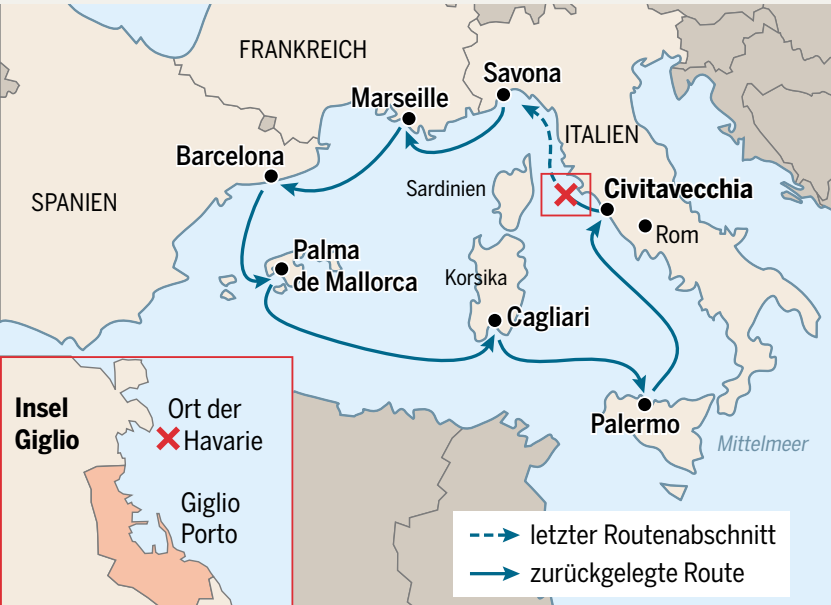 FRANKREICH
Savona
Marseille
ITALIEN
Barcelona
Sardinien
Civitavecchia
SPANIEN
Rom
Palma
de Mallorca
Korsika
Cagliari
Insel
Giglio
Ort der
Havarie
Palermo
Mittelmeer
Giglio
Porto
letzter Routenabschnitt
zurückgelegte Route